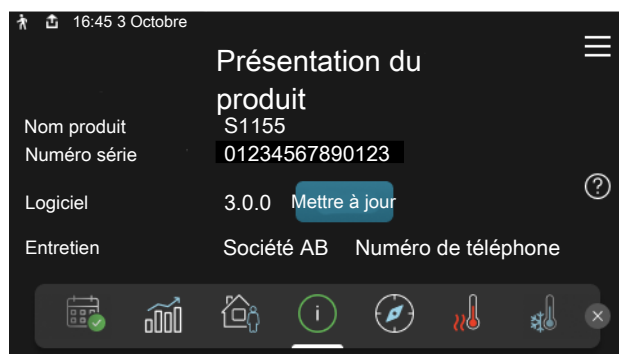 16:45 3 Octobre
Présentation du
produit
Nom produit S1155
Numéro série 01234567890123
Logiciel 3.0.0 Mettre à jour
Entretien Société AB Numéro de téléphone